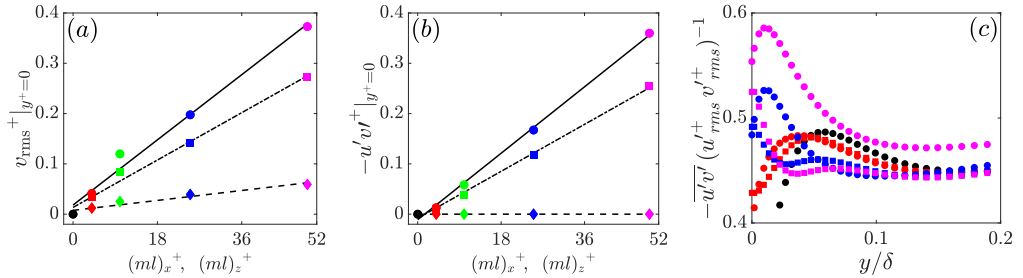 (a)
v_rms^+|_{y^+=0}
0.4
0.3
0.2
0.1
0
0 18 36 52
(ml)_x^+, (ml)_z^+
(b)
−u′v′^+|_{y^+=0}
0.4
0.3
0.2
0.1
0
0 18 36 52
(ml)_x^+, (ml)_z^+
(c)
−\overline{u′v′} (u′^+_{rms} v′^+_{rms})^{−1}
0.6
0.5
0.4
0 0.1 0.2
y/δ